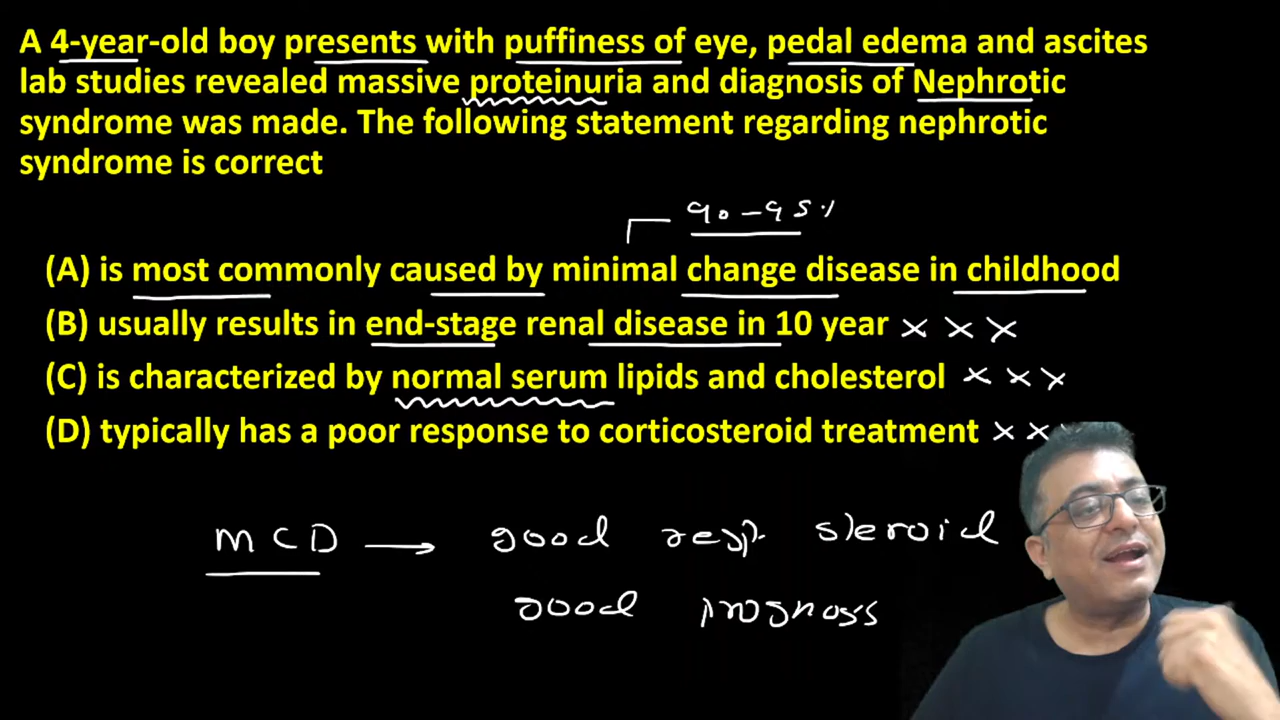 A 4-year-old boy presents with puffiness of eye, pedal edema and ascites
lab studies revealed massive proteinuria and diagnosis of Nephrotic
syndrome was made. The following statement regarding nephrotic
syndrome is correct
90-95%
(A) is most commonly caused by minimal change disease in childhood
(B) usually results in end-stage renal disease in 10 year x x x
(C) is characterized by normal serum lipids and cholesterol x x x
(D) typically has a poor response to corticosteroid treatment x x
MCD → good resp. steroid
good prognosis